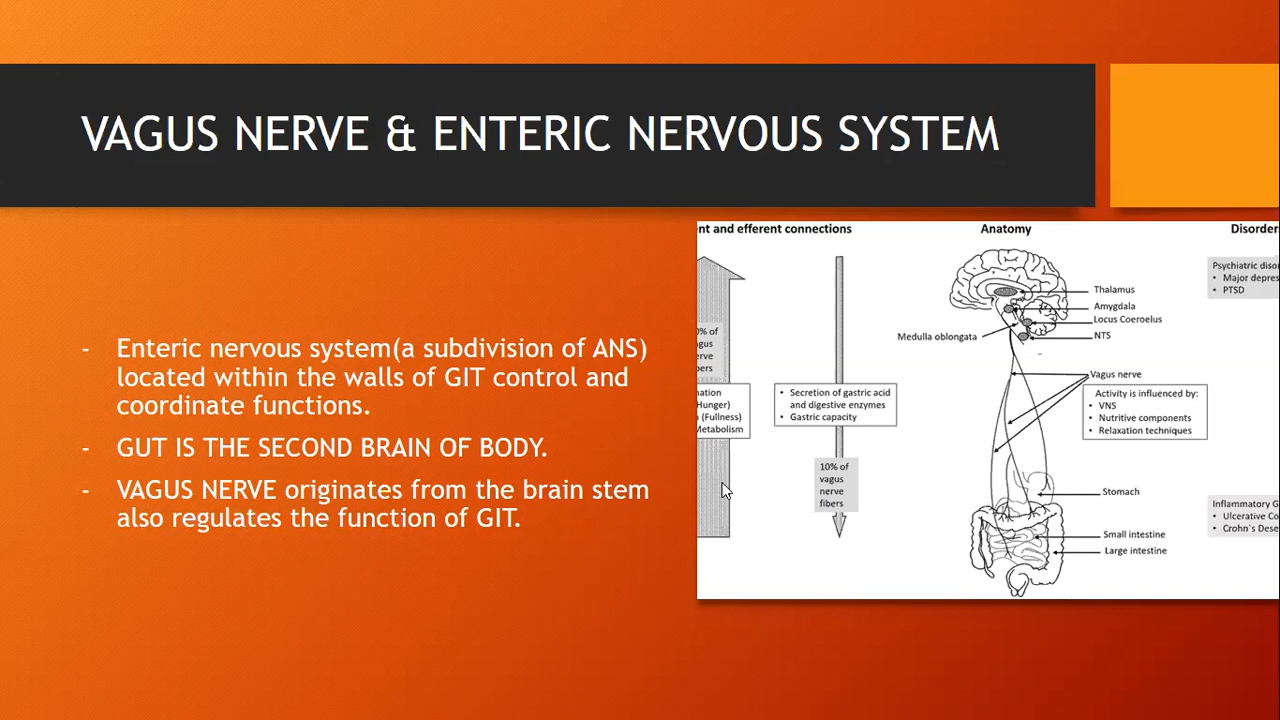 VAGUS NERVE & ENTERIC NERVOUS SYSTEM
- Enteric nervous system(a subdivision of ANS)
located within the walls of GIT control and
coordinate functions.
- GUT IS THE SECOND BRAIN OF BODY.
- VAGUS NERVE originates from the brain stem
also regulates the function of GIT.
and efferent connections
0% of
(Hunger)
(Fullness)
Metabolism
• Secretion of gastric acid
and digestive enzymes
• Gastric capacity
10% of
vagus
nerve
fibers
Anatomy
Thalamus
Amygdala
Locus Coeroelus
NTS
Medulla oblongata
Vagus nerve
Activity is influenced by:
• VNS
• Nutritive components
• Relaxation techniques
Stomach
Small intestine
Large intestine
Disorder
Psychiatric disor
• Major depres
• PTSD
Inflammatory G
• Ulcerative Co
• Crohn`s Dese